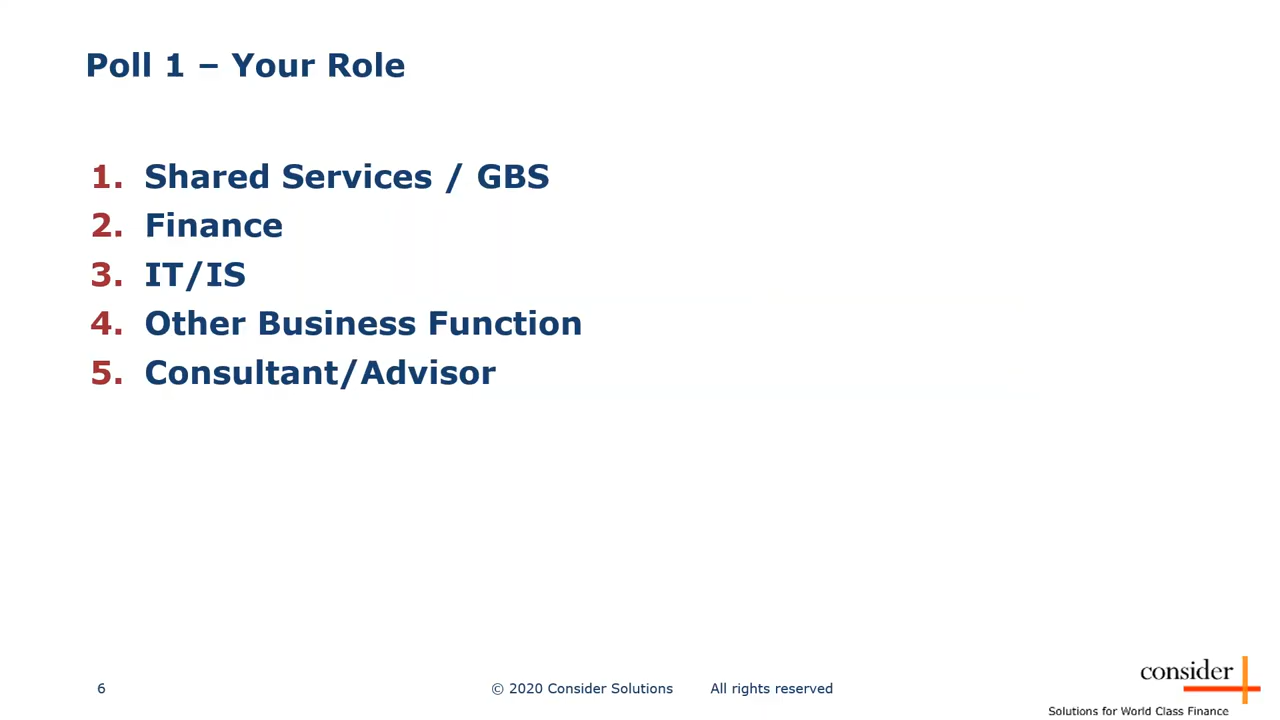 Poll 1 – Your Role
1. Shared Services / GBS
2. Finance
3. IT/IS
4. Other Business Function
5. Consultant/Advisor
6
© 2020 Consider Solutions All rights reserved
consider
Solutions for World Class Finance